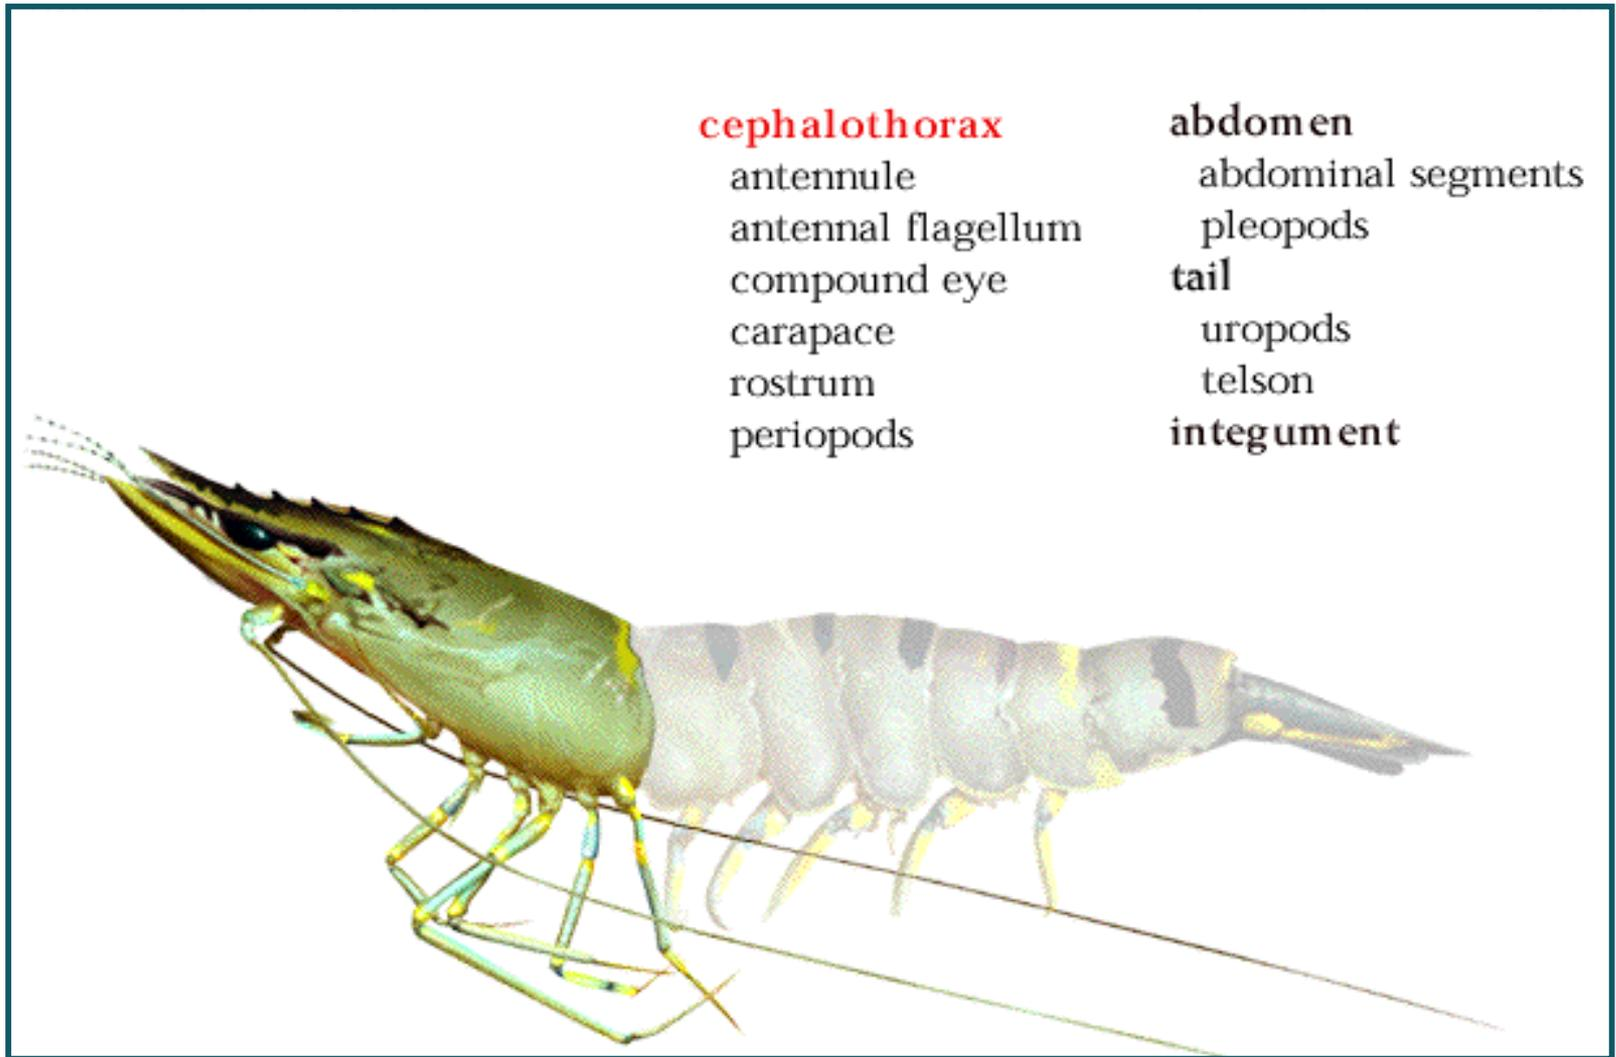 cephalothorax
antennule
antennal flagellum
compound eye
carapace
rostrum
periopods
abdomen
abdominal segments
pleopods
tail
uropods
telson
integument